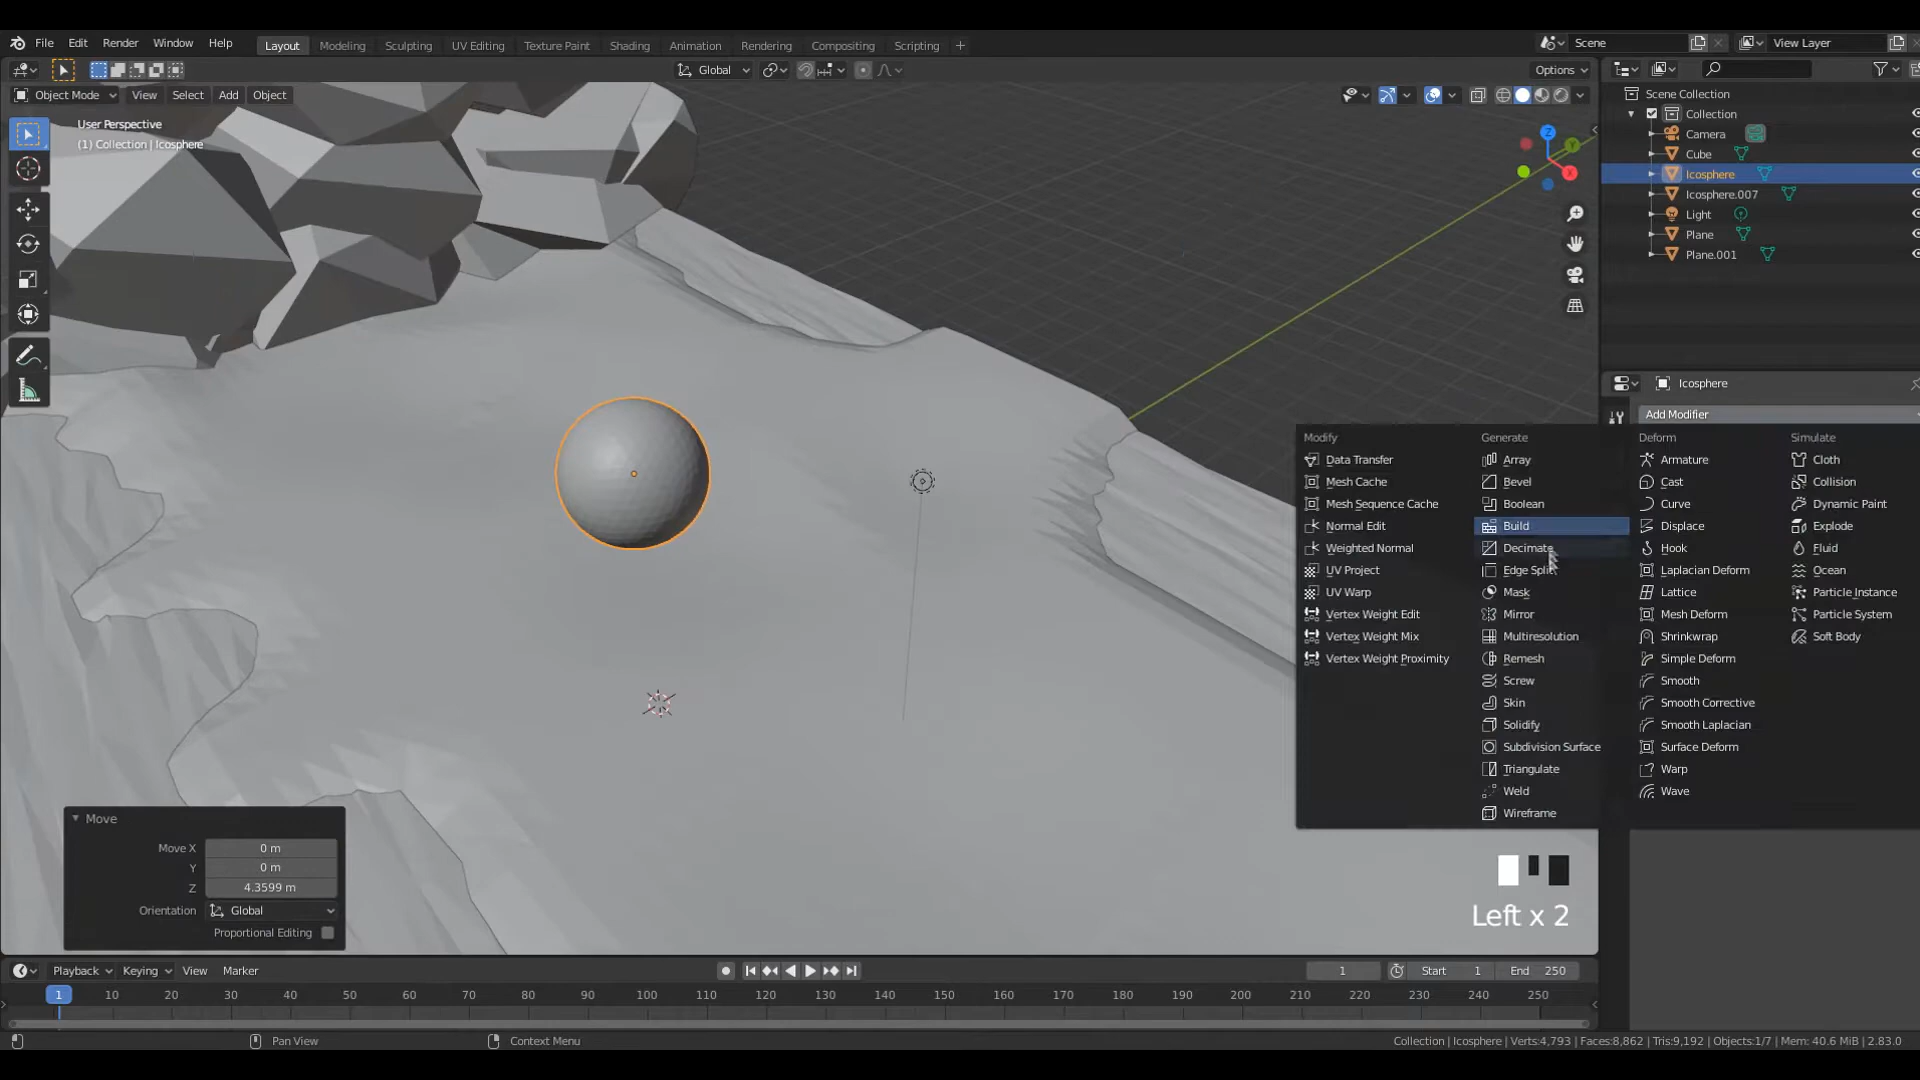 File Edit Render Window Help Layout Modeling Sculpting UV Editing Texture Paint Shading Animation Rendering Compositing Scripting + Scene View Layer
Global Options
Object Mode View Select Add Object
User Perspective
(1) Collection | Icosphere
Z
Y
X
Scene Collection
Collection
Camera
Cube
Icosphere
Icosphere.007
Light
Plane
Plane.001
Icosphere
Add Modifier
Modify Generate Deform Simulate
Data Transfer Array Armature Cloth
Mesh Cache Bevel Cast Collision
Mesh Sequence Cache Boolean Curve Dynamic Paint
Normal Edit Build Displace Explode
Weighted Normal Decimate Hook Fluid
UV Project Edge Split Laplacian Deform Ocean
UV Warp Mask Lattice Particle Instance
Vertex Weight Edit Mirror Mesh Deform Particle System
Vertex Weight Mix Multiresolution Shrinkwrap Soft Body
Vertex Weight Proximity Remesh Simple Deform
Screw Smooth
Skin Smooth Corrective
Solidify Smooth Laplacian
Subdivision Surface Surface Deform
Triangulate Warp
Weld Wave
Wireframe
Move
Move X 0 m
Y 0 m
Z 4.3599 m
Orientation Global
Proportional Editing
Left x 2
Playback Keying View Marker 1 Start 1 End 250
1 10 20 30 40 50 60 70 80 90 100 110 120 130 140 150 160 170 180 190 200 210 220 230 240 250
Pan View Context Menu Collection | Icosphere | Verts:4,793 | Faces:8,862 | Tris:9,192 | Objects:1/7 | Mem: 40.6 MiB | 2.83.0